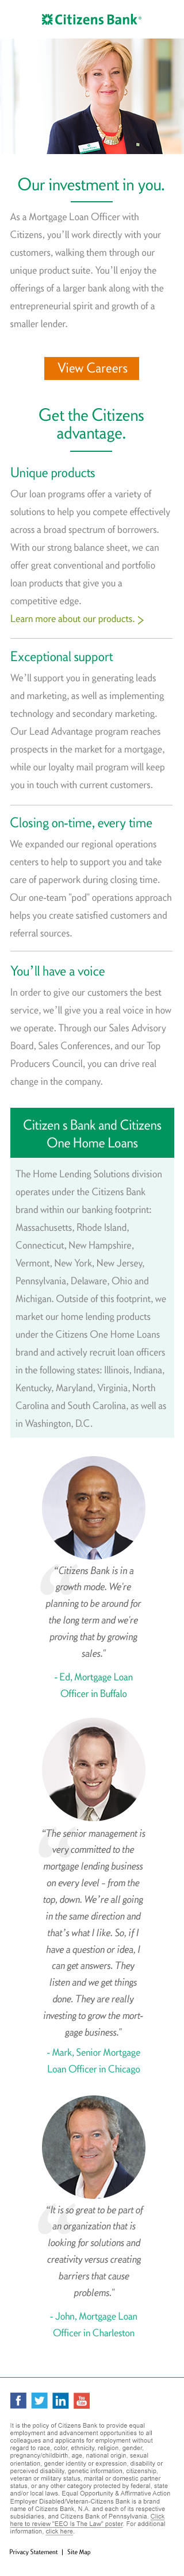 Citizens Bank®
Our investment in you.
As a Mortgage Loan Officer with
Citizens, you'll work directly with your
customers, walking them through our
unique product suite. You'll enjoy the
offerings of a larger bank along with the
entrepreneurial spirit and growth of a
smaller lender.
View Careers
Get the Citizens
advantage.
Unique products
Our loan programs offer a variety of
solutions to help you compete effectively
across a broad spectrum of borrowers.
With our strong balance sheet, we can
offer great conventional and portfolio
loan products that give you a
competitive edge.
Learn more about our products. >
Exceptional support
We'll support you in generating leads
and marketing, as well as implementing
technology and secondary marketing.
Our Lead Advantage program reaches
prospects in the market for a mortgage,
while our loyalty mail program will keep
you in touch with current customers.
Closing on-time, every time
We expanded our regional operations
centers to help to support you and take
care of paperwork during closing time.
Our one-team "pod" operations approach
helps you create satisfied customers and
referral sources.
You'll have a voice
In order to give our customers the best
service, we'll give you a real voice in how
we operate. Through our Sales Advisory
Board, Sales Conferences, and our Top
Producers Council, you can drive real
change in the company.
Citizen s Bank and Citizens
One Home Loans
The Home Lending Solutions division
operates under the Citizens Bank
brand within our banking footprint:
Massachusetts, Rhode Island,
Connecticut, New Hampshire,
Vermont, New York, New Jersey,
Pennsylvania, Delaware, Ohio and
Michigan. Outside of this footprint, we
market our home lending products
under the Citizens One Home Loans
brand and actively recruit loan officers
in the following states: Illinois, Indiana,
Kentucky, Maryland, Virginia, North
Carolina and South Carolina, as well as
in Washington, D.C.
"Citizens Bank is in a
growth mode. We're
planning to be around for
the long term and we're
proving that by growing
sales."
- Ed, Mortgage Loan
Officer in Buffalo
"The senior management is
very committed to the
mortgage lending business
on every level – from the
top, down. We're all going
in the same direction and
that's what I like. So, if I
have a question or idea, I
can get answers. They
listen and we get things
done. They are really
investing to grow the mort-
gage business."
- Mark, Senior Mortgage
Loan Officer in Chicago
"It is so great to be part of
an organization that is
looking for solutions and
creativity versus creating
barriers that cause
problems."
- John, Mortgage Loan
Officer in Charleston
f in You Tube
It is the policy of Citizens Bank to provide equal
employment and advancement opportunities to all
colleagues and applicants for employment without
regard to race, color, ethnicity, religion, gender,
pregnancy/childbirth, age, national origin, sexual
orientation, gender identity or expression, disability or
perceived disability, genetic information, citizenship,
veteran or military status, marital or domestic partner
status, or any other category protected by federal, state
and/or local laws. Equal Opportunity & Affirmative Action
Employer Disabled/Veteran-Citizens Bank is a brand
name of Citizens Bank, N.A. and each of its respective
subsidiaries, and Citizens Bank of Pennsylvania. Click
here to review "EEO Is The Law" poster. For additional
information, click here.
Privacy Statement | Site Map